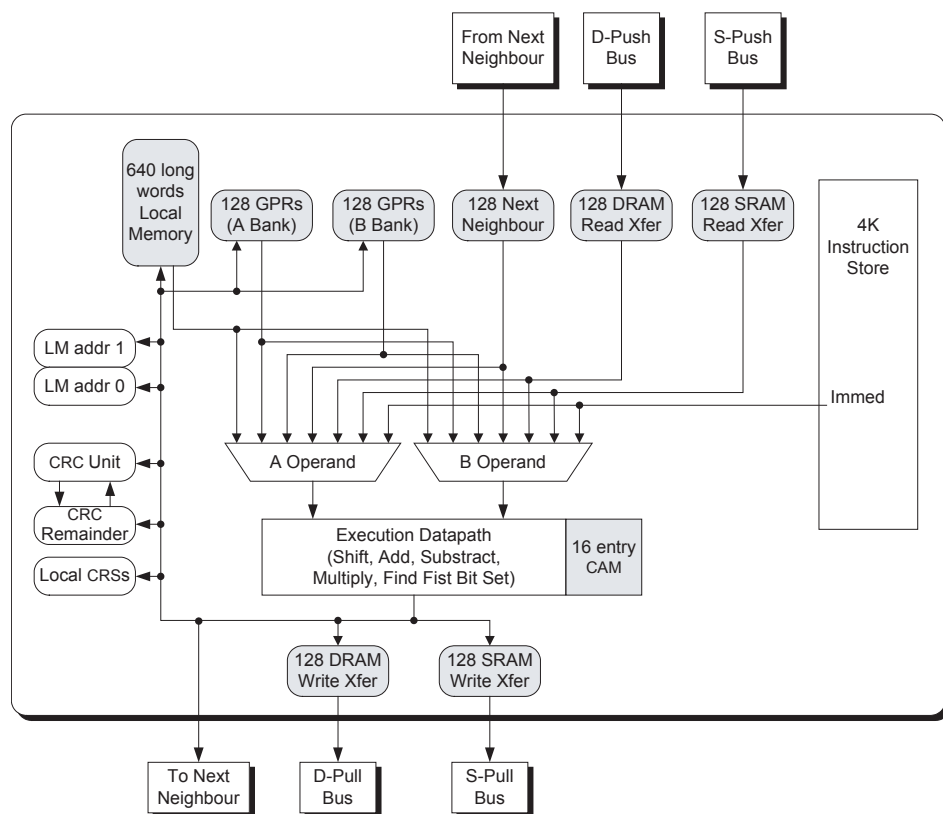 From Next
Neighbour
D-Push
Bus
S-Push
Bus
640 long
words
Local
Memory
128 GPRs
(A Bank)
128 GPRs
(B Bank)
128 Next
Neighbour
128 DRAM
Read Xfer
128 SRAM
Read Xfer
4K
Instruction
Store
LM addr 1
LM addr 0
Immed
CRC Unit
CRC
Remainder
Local CRSs
A Operand
B Operand
Execution Datapath
(Shift, Add, Substract,
Multiply, Find Fist Bit Set)
16 entry
CAM
128 DRAM
Write Xfer
128 SRAM
Write Xfer
To Next
Neighbour
D-Pull
Bus
S-Pull
Bus